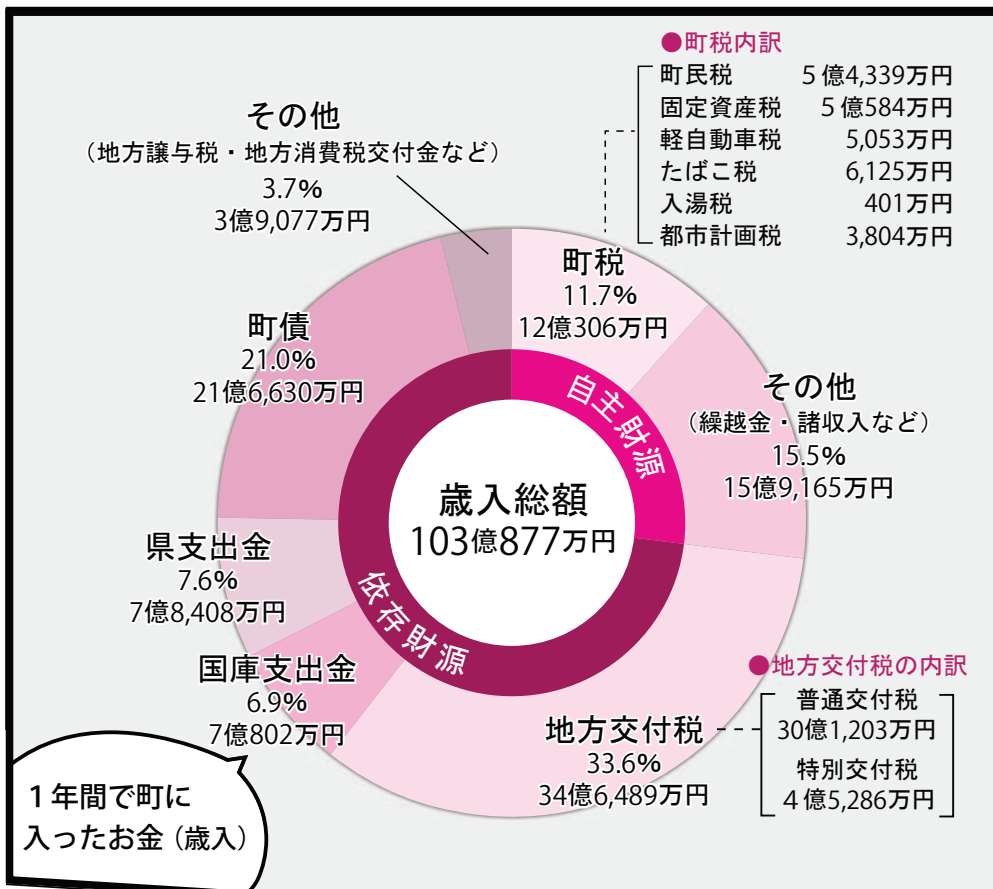 ●町税内訳
町民税 5億4,339万円
固定資産税 5億584万円
軽自動車税 5,053万円
たばこ税 6,125万円
入湯税 401万円
都市計画税 3,804万円
その他
（地方譲与税・地方消費税交付金など）
3.7%
3億9,077万円
町税
11.7%
12億306万円
町債
21.0%
21億6,630万円
その他
（繰越金・諸収入など）
15.5%
15億9,165万円
自主財源
歳入総額
103億877万円
依存財源
県支出金
7.6%
7億8,408万円
国庫支出金
6.9%
7億802万円
地方交付税
33.6%
34億6,489万円
●地方交付税の内訳
普通交付税
30億1,203万円
特別交付税
4億5,286万円
1年間で町に
入ったお金（歳入）